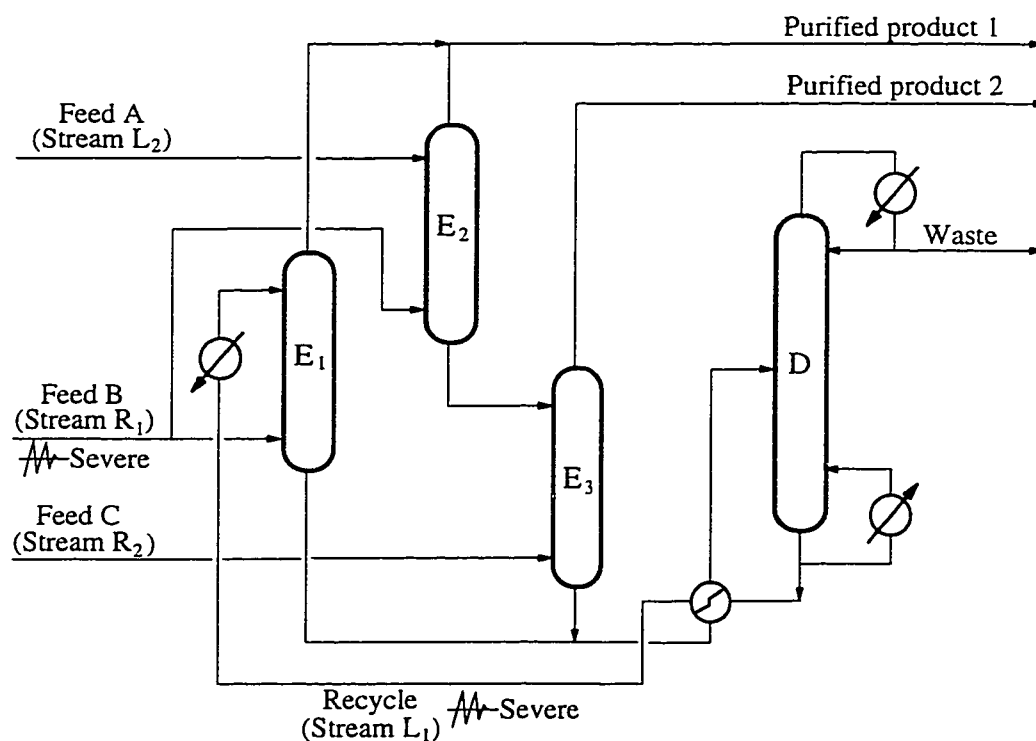 Purified product 1
Purified product 2
Feed A
(Stream L₂)
E₂
Waste
E₁
D
Feed B
(Stream R₁)
Severe
E₃
Feed C
(Stream R₂)
Recycle
(Stream L₁)
Severe